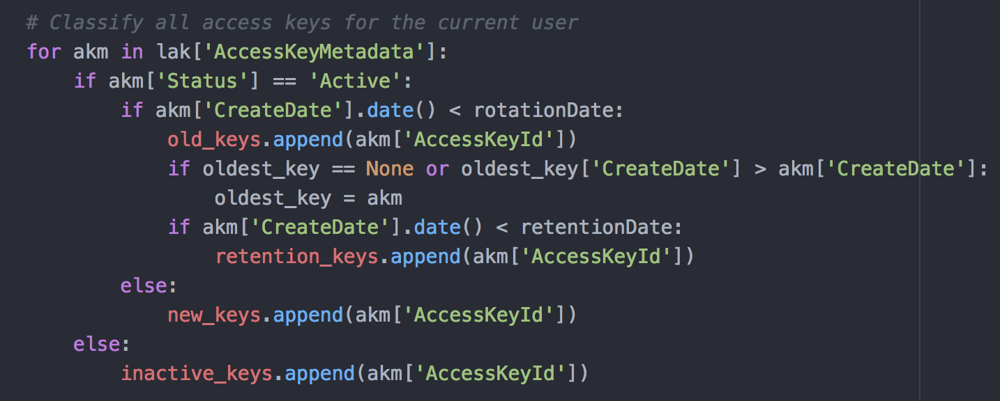 # Classify all access keys for the current user
for akm in lak['AccessKeyMetadata']:
    if akm['Status'] == 'Active':
        if akm['CreateDate'].date() < rotationDate:
            old_keys.append(akm['AccessKeyId'])
            if oldest_key == None or oldest_key['CreateDate'] > akm['CreateDate']:
                oldest_key = akm
            if akm['CreateDate'].date() < retentionDate:
                retention_keys.append(akm['AccessKeyId'])
        else:
            new_keys.append(akm['AccessKeyId'])
    else:
        inactive_keys.append(akm['AccessKeyId'])